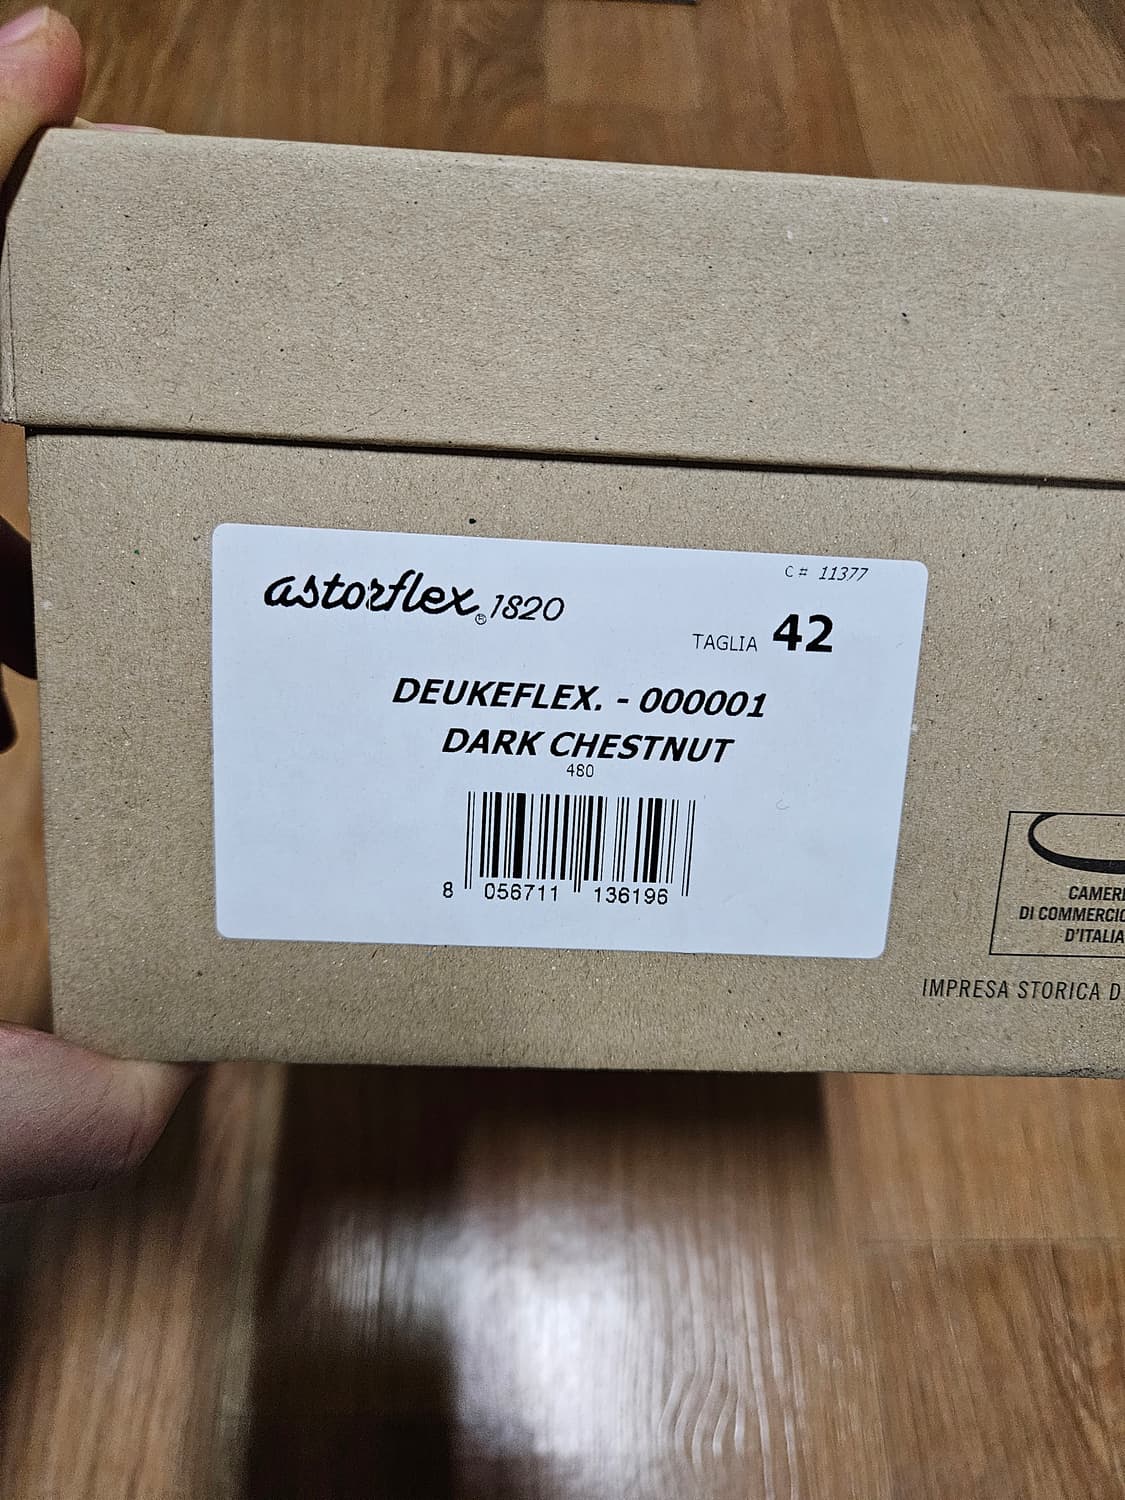 C# 11377
astorflex® 1820
TAGLIA 42
DEUKEFLEX. - 000001
DARK CHESTNUT
480
8 056711 136196
CAMER
DI COMMERCIO
D'ITALIA
IMPRESA STORICA D